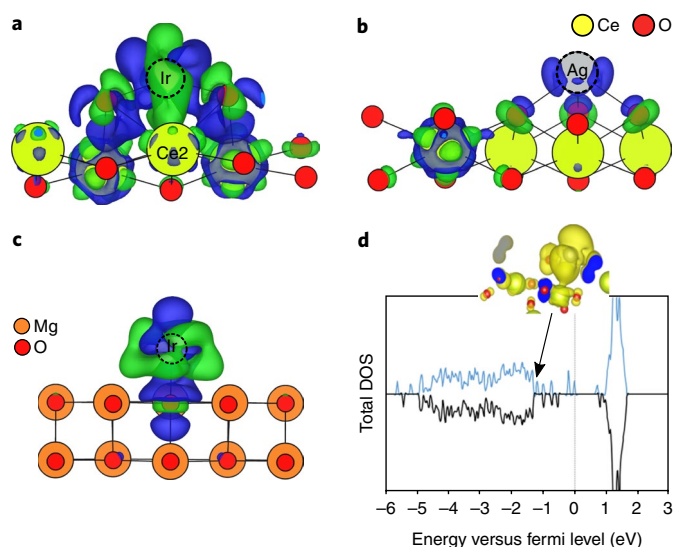 a
Ir
Ce2
b
Ce
O
Ag
c
Mg
O
Ir
d
Total DOS
–6 –5 –4 –3 –2 –1 0 1 2 3
Energy versus fermi level (eV)